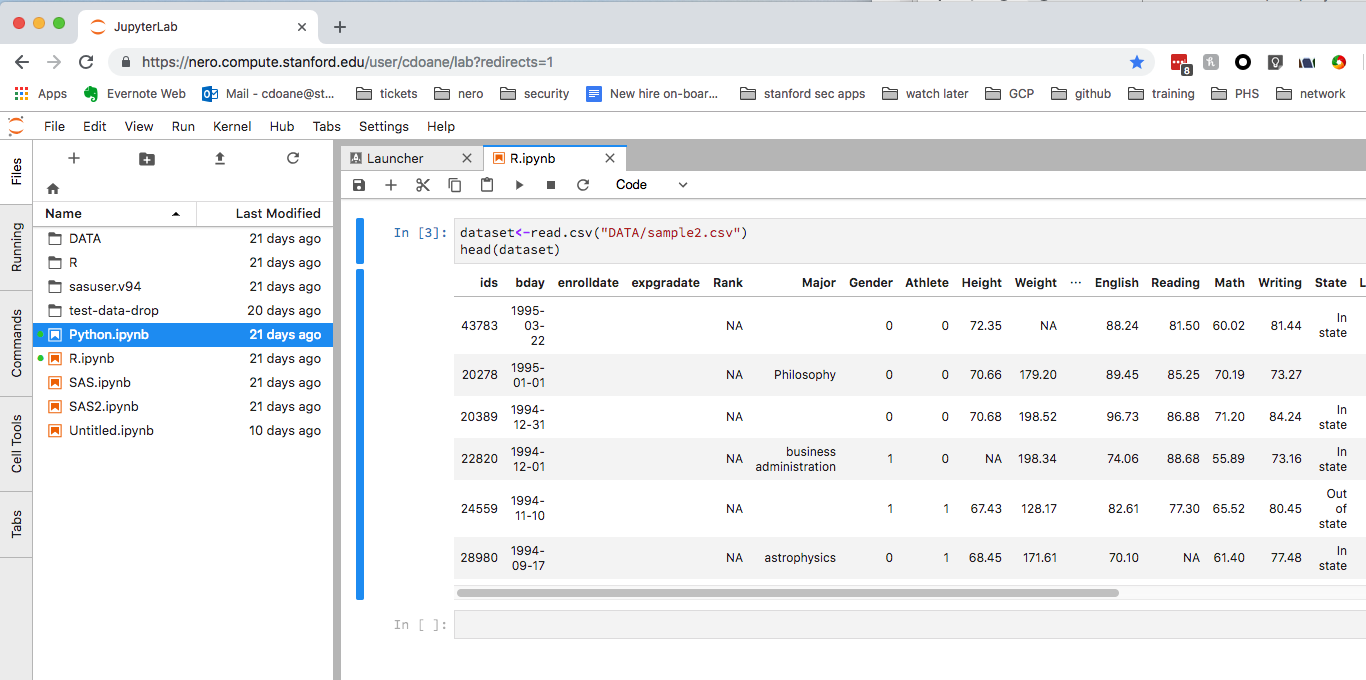 JupyterLab
https://nero.compute.stanford.edu/user/cdoane/lab?redirects=1
8
Apps Evernote Web Mail - cdoane@st... tickets nero security New hire on-boar... stanford sec apps watch later GCP github training PHS network
File Edit View Run Kernel Hub Tabs Settings Help
Files
Running
Commands
Cell Tools
Tabs
Name Last Modified
DATA 21 days ago
R 21 days ago
sasuser.v94 21 days ago
test-data-drop 20 days ago
Python.ipynb 21 days ago
R.ipynb 21 days ago
SAS.ipynb 21 days ago
SAS2.ipynb 21 days ago
Untitled.ipynb 10 days ago
Launcher R.ipynb
Code
In [3]: dataset<-read.csv("DATA/sample2.csv")
head(dataset)
ids bday enrolldate expgradate Rank Major Gender Athlete Height Weight ... English Reading Math Writing State L
1995-
43783 03- NA 0 0 72.35 NA 88.24 81.50 60.02 81.44 In
22 state
1995-
20278 01-01 NA Philosophy 0 0 70.66 179.20 89.45 85.25 70.19 73.27
1994- In
20389 12-31 NA 0 0 70.68 198.52 96.73 86.88 71.20 84.24 state
1994- business In
22820 12-01 NA administration 1 0 NA 198.34 74.06 88.68 55.89 73.16 state
1994- Out
24559 11-10 NA 1 1 67.43 128.17 82.61 77.30 65.52 80.45 of
state
1994- In
28980 09-17 NA astrophysics 0 1 68.45 171.61 70.10 NA 61.40 77.48 state
In [ ]: